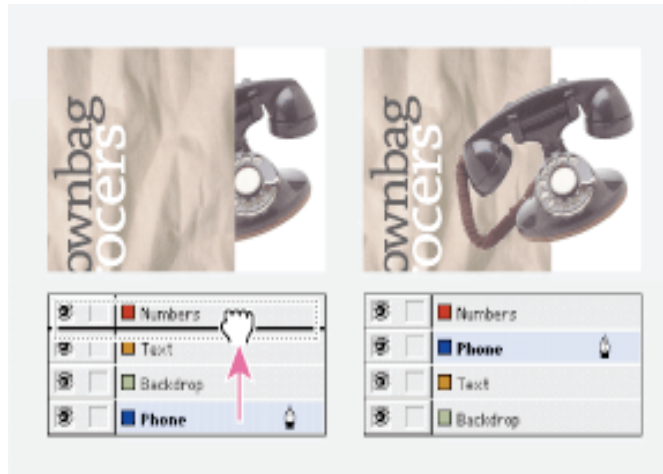 ownbag
ocers
ownbag
ocers
Numbers
Text
Backdrop
Phone
Numbers
Phone
Text
Backdrop